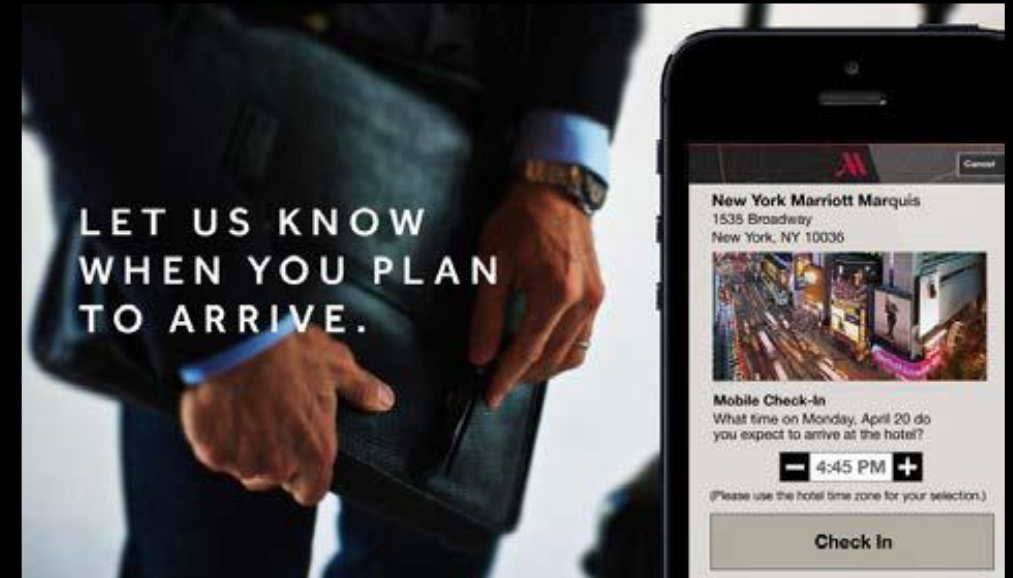 LET US KNOW
WHEN YOU PLAN
TO ARRIVE.
Cancel
New York Marriott Marquis
1535 Broadway
New York, NY 10036
Mobile Check-In
What time on Monday, April 20 do
you expect to arrive at the hotel?
4:45 PM
(Please use the hotel time zone for your selection.)
Check In